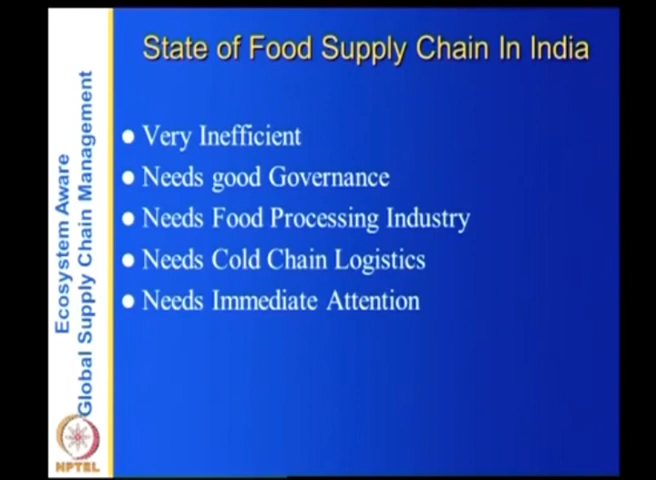 State of Food Supply Chain In India
Very Inefficient
Needs good Governance
Needs Food Processing Industry
Needs Cold Chain Logistics
Needs Immediate Attention
Ecosystem Aware
Global Supply Chain Management
NPTEL